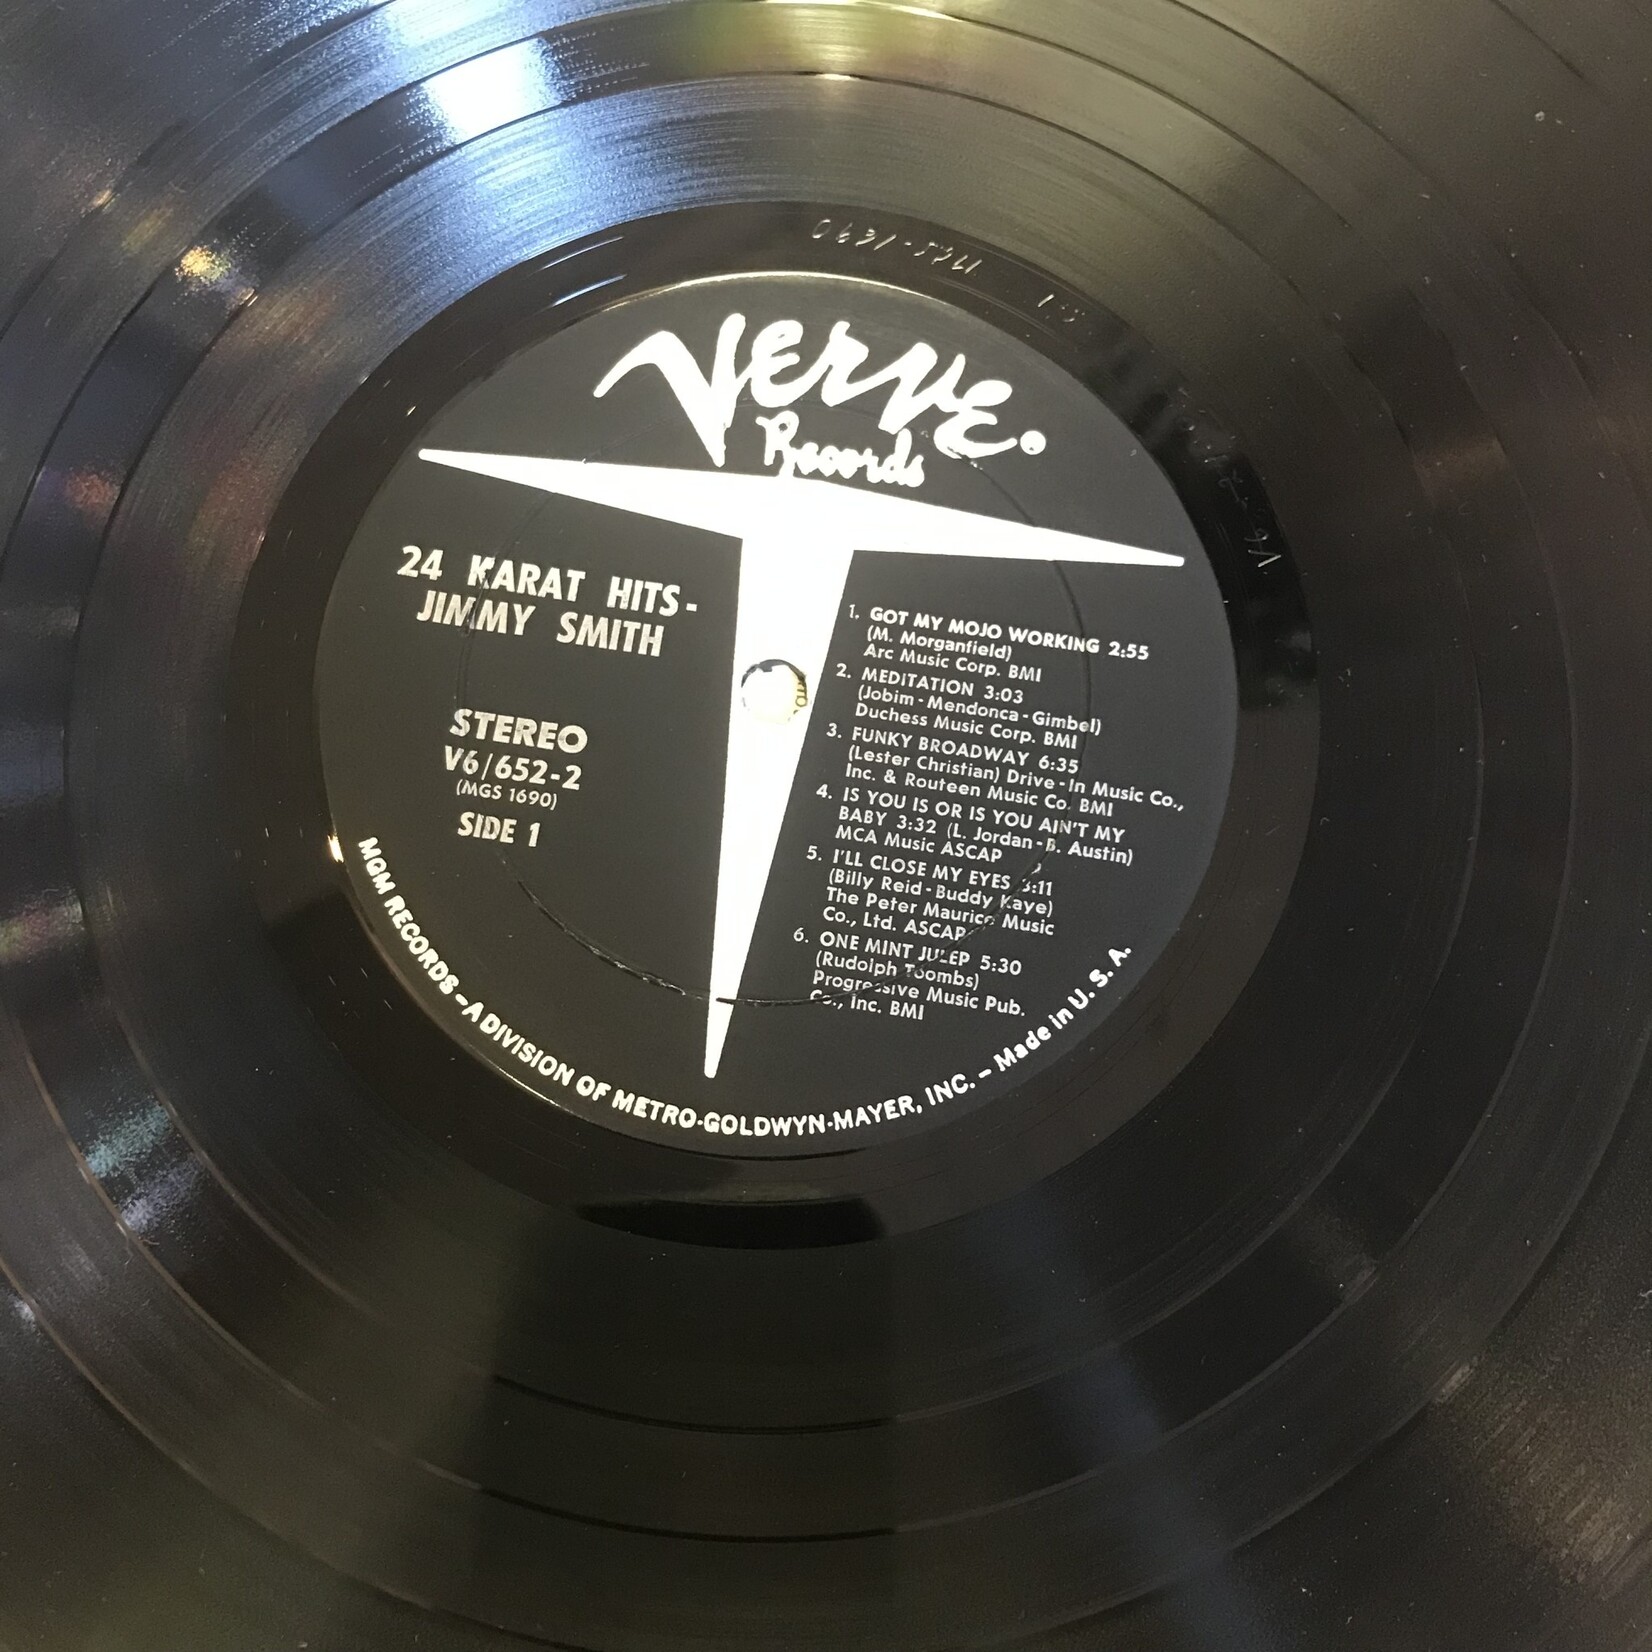 Verve.
Records
24 KARAT HITS-
JIMMY SMITH
STEREO
V6/652-2
(MGS 1690)
SIDE 1
1. GOT MY MOJO WORKING 2:55
(M. Morganfield)
Arc Music Corp. BMI
2. MEDITATION 3:03
(Jobim-Mendonca-Gimbel)
Duchess Music Corp. BMI
3. FUNKY BROADWAY 6:35
(Lester Christian) Drive-In Music Co.,
Inc. & Routeen Music Co. BMI
4. IS YOU IS OR IS YOU AIN'T MY
BABY 3:32 (L. Jordan-B. Austin)
MCA Music ASCAP
5. I'LL CLOSE MY EYES 3:11
(Billy Reid-Buddy Kaye)
The Peter Maurice Music
Co., Ltd. ASCAP
6. ONE MINT JULEP 5:30
(Rudolph Toombs)
Progressive Music Pub.
Co., Inc. BMI
MGM RECORDS – A DIVISION OF METRO-GOLDWYN-MAYER, INC. – Made in U. S. A.